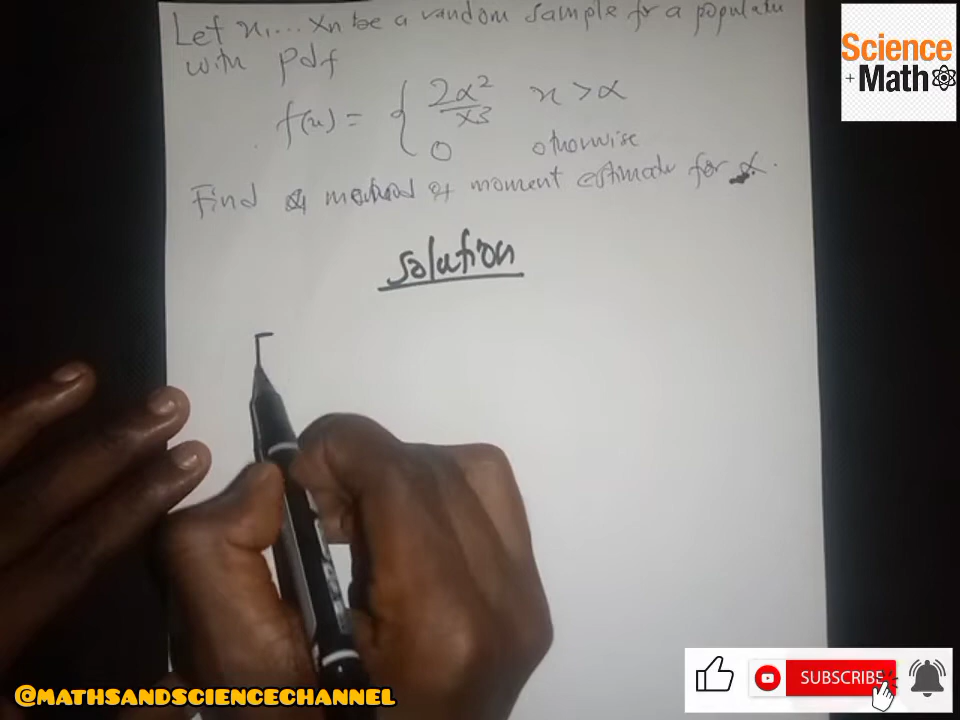 Let x1,... Xn be a random sample for a populatn
with pdf
f(x) = { 2α²/x3 x > α
0 otherwise
Find method of moment estimate for α.
Solution
Science
+Math
SUBSCRIBE
@MATHSANDSCIENCECHANNEL